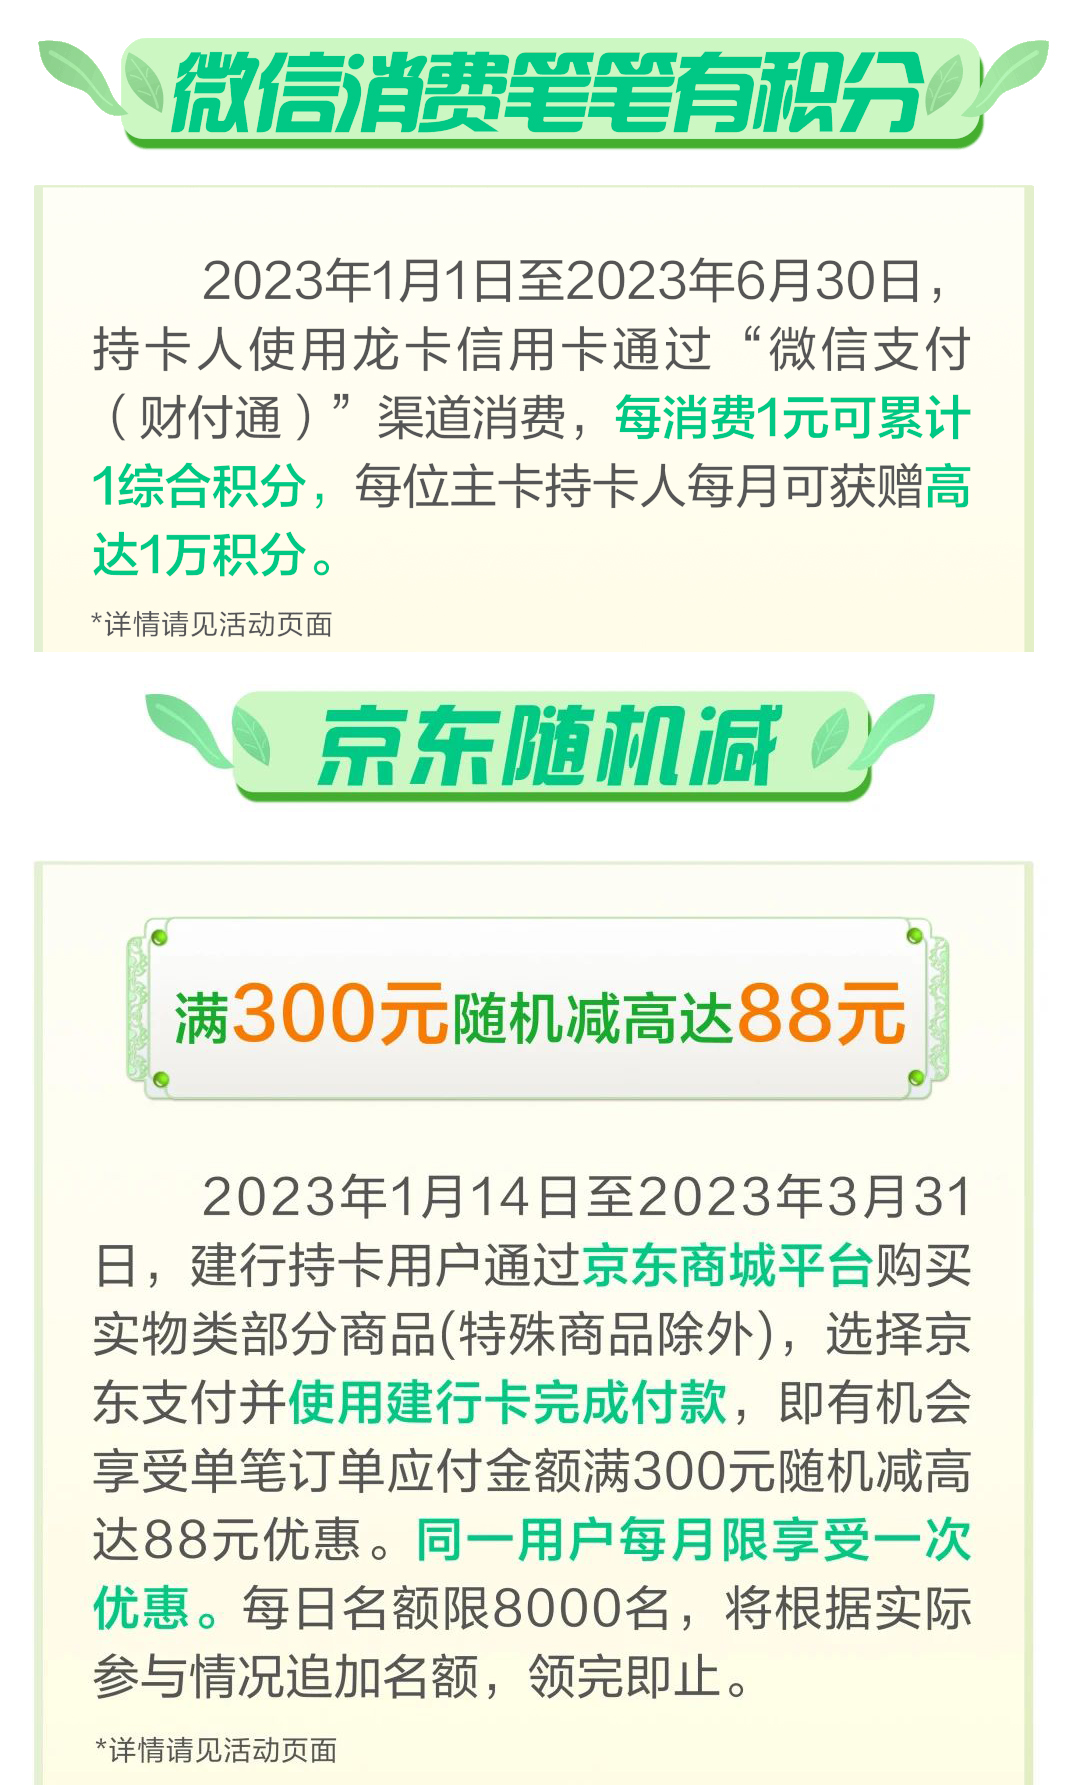 微信消费笔笔有积分
2023年1月1日至2023年6月30日，
持卡人使用龙卡信用卡通过“微信支付
（财付通）”渠道消费，每消费1元可累计
1综合积分，每位主卡持卡人每月可获赠高
达1万积分。
*详情请见活动页面
京东随机减
满300元随机减高达88元
2023年1月14日至2023年3月31
日，建行持卡用户通过京东商城平台购买
实物类部分商品(特殊商品除外)，选择京
东支付并使用建行卡完成付款，即有机会
享受单笔订单应付金额满300元随机减高
达88元优惠。同一用户每月限享受一次
优惠。每日名额限8000名，将根据实际
参与情况追加名额，领完即止。
*详情请见活动页面